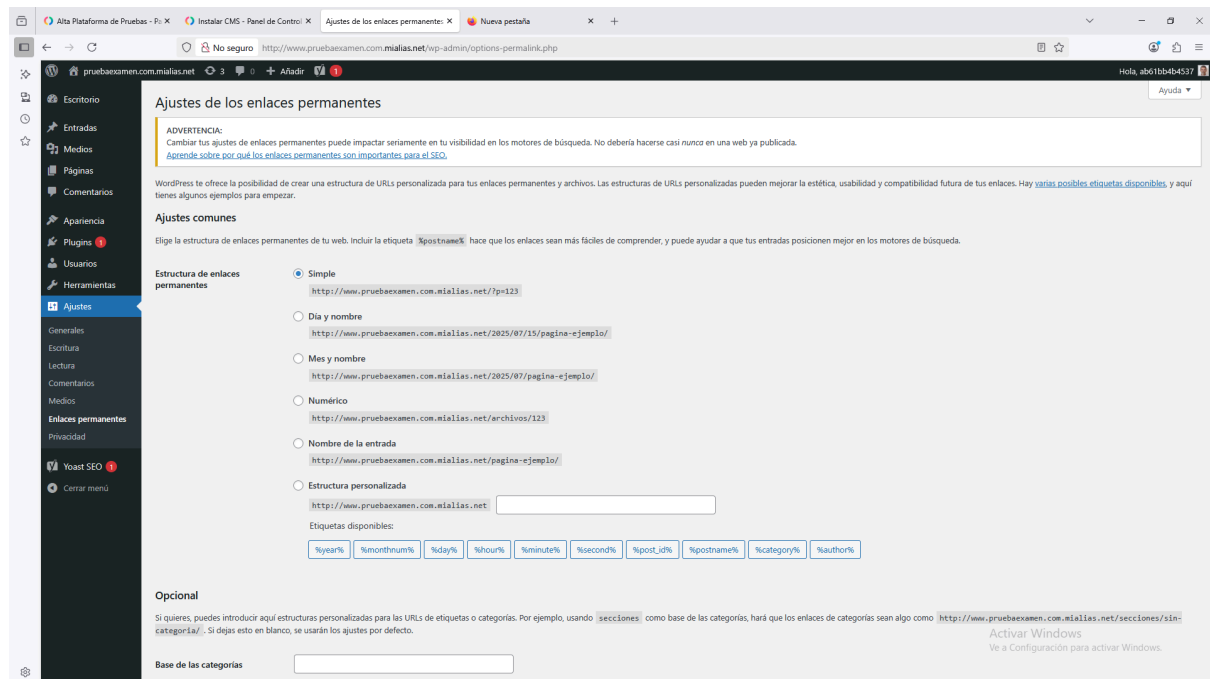 Alta Plataforma de Pruebas - Pa
Instalar CMS - Panel de Control
Ajustes de los enlaces permanentes
Nueva pestaña
No seguro http://www.pruebaexamen.com.mialias.net/wp-admin/options-permalink.php
pruebaexamen.com.mialias.net 3 0 + Añadir 1
Hola, ab61bb4b4537
Escritorio
Entradas
Medios
Páginas
Comentarios
Apariencia
Plugins 1
Usuarios
Herramientas
Ajustes
Generales
Escritura
Lectura
Comentarios
Medios
Enlaces permanentes
Privacidad
Yoast SEO 1
Cerrar menú
Ayuda ▼
Ajustes de los enlaces permanentes
ADVERTENCIA:
Cambiar tus ajustes de enlaces permanentes puede impactar seriamente en tu visibilidad en los motores de búsqueda. No debería hacerse casi nunca en una web ya publicada.
Aprende sobre por qué los enlaces permanentes son importantes para el SEO.
WordPress te ofrece la posibilidad de crear una estructura de URLs personalizada para tus enlaces permanentes y archivos. Las estructuras de URLs personalizadas pueden mejorar la estética, usabilidad y compatibilidad futura de tus enlaces. Hay varias posibles etiquetas disponibles, y aquí
tienes algunos ejemplos para empezar.
Ajustes comunes
Elige la estructura de enlaces permanentes de tu web. Incluir la etiqueta %postname% hace que los enlaces sean más fáciles de comprender, y puede ayudar a que tus entradas posicionen mejor en los motores de búsqueda.
Estructura de enlaces
permanentes
Simple
http://www.pruebaexamen.com.mialias.net/?p=123
Día y nombre
http://www.pruebaexamen.com.mialias.net/2025/07/15/pagina-ejemplo/
Mes y nombre
http://www.pruebaexamen.com.mialias.net/2025/07/pagina-ejemplo/
Numérico
http://www.pruebaexamen.com.mialias.net/archivos/123
Nombre de la entrada
http://www.pruebaexamen.com.mialias.net/pagina-ejemplo/
Estructura personalizada
http://www.pruebaexamen.com.mialias.net
Etiquetas disponibles:
%year% %monthnum% %day% %hour% %minute% %second% %post_id% %postname% %category% %author%
Opcional
Si quieres, puedes introducir aquí estructuras personalizadas para las URLs de etiquetas o categorías. Por ejemplo, usando secciones como base de las categorías, hará que los enlaces de categorías sean algo como http://www.pruebaexamen.com.mialias.net/secciones/sin-
categoria/ . Si dejas esto en blanco, se usarán los ajustes por defecto.
Base de las categorías
Activar Windows
Ve a Configuración para activar Windows.